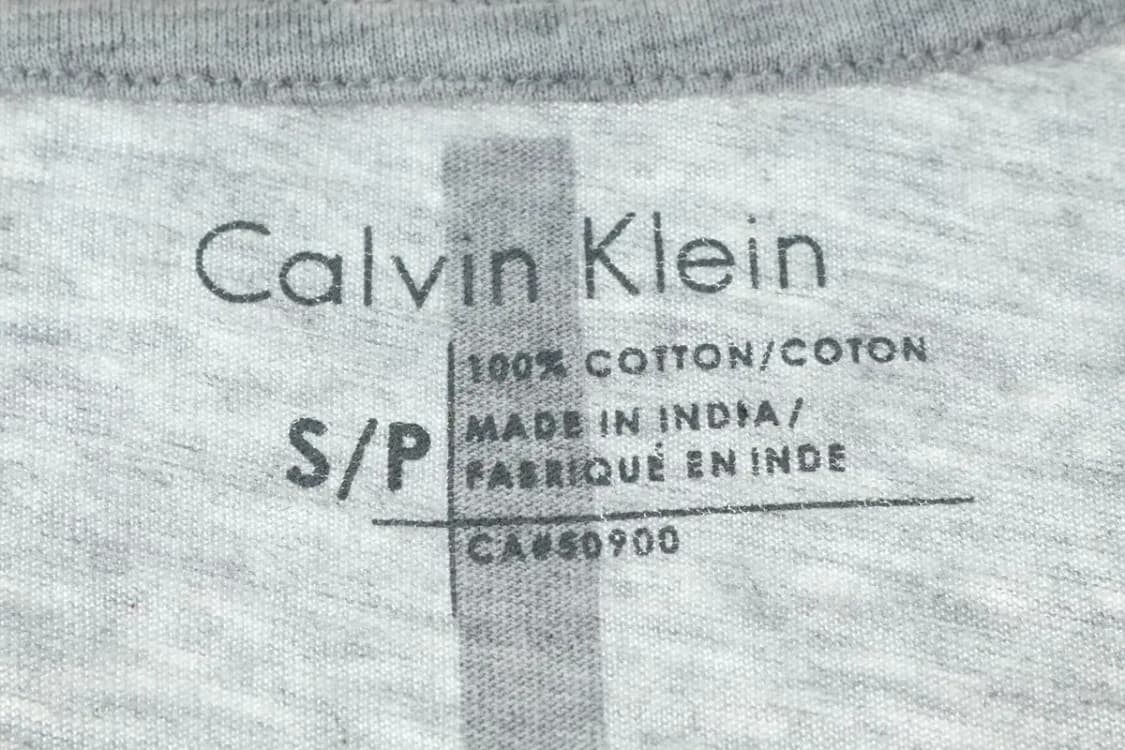 Calvin Klein
100% COTTON/COTON
S/P
MADE IN INDIA/
FABRIQUÉ EN INDE
CA#50900